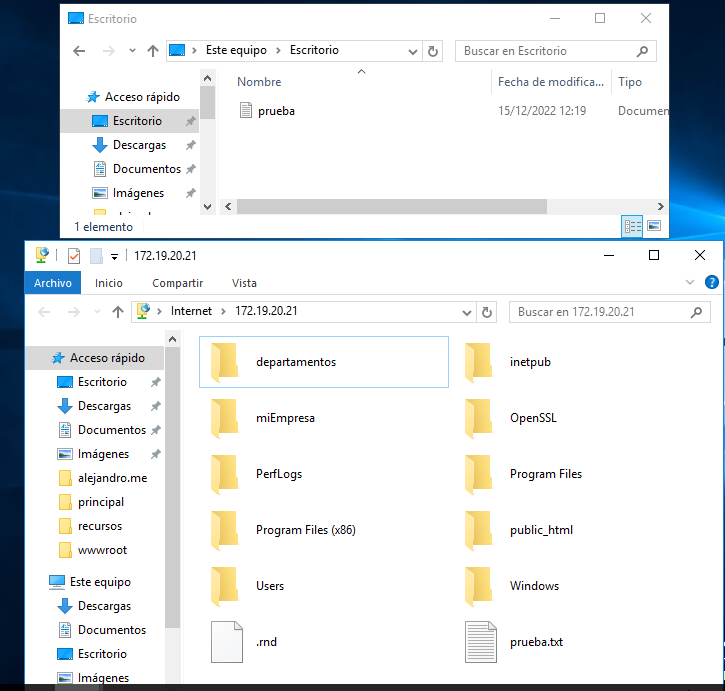 Escritorio
Este equipo > Escritorio
Buscar en Escritorio
Nombre
Fecha de modifica...
Tipo
Acceso rápido
Escritorio
Descargas
Documentos
Imágenes
prueba
15/12/2022 12:19
Documen
1 elemento
172.19.20.21
Archivo
Inicio
Compartir
Vista
Internet > 172.19.20.21
Buscar en 172.19.20.21
Acceso rápido
Escritorio
Descargas
Documentos
Imágenes
alejandro.me
principal
recursos
wwwroot
Este equipo
Descargas
Documentos
Escritorio
Imágenes
departamentos
inetpub
miEmpresa
OpenSSL
PerfLogs
Program Files
Program Files (x86)
public_html
Users
Windows
.rnd
prueba.txt